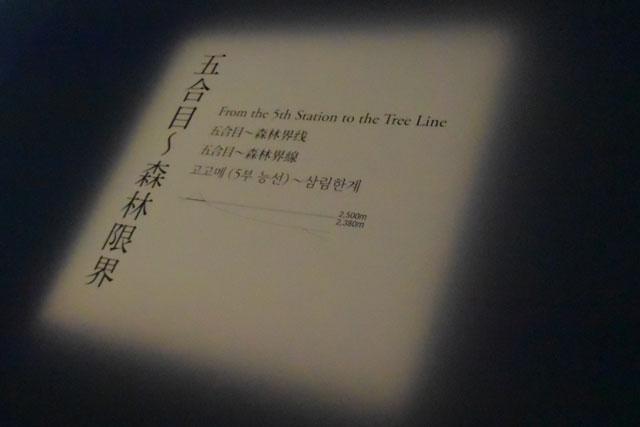 五合目~森林限界
From the 5th Station to the Tree Line
五合目~森林界线
五合目~森林界線
고고메 (5부 능선) ~ 삼림한계
2,500m
2,380m